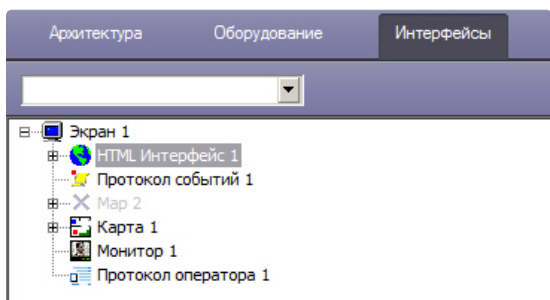 Архитектура Оборудование Интерфейсы
Экран 1
HTML Интерфейс 1
Протокол событий 1
Map 2
Карта 1
Монитор 1
Протокол оператора 1